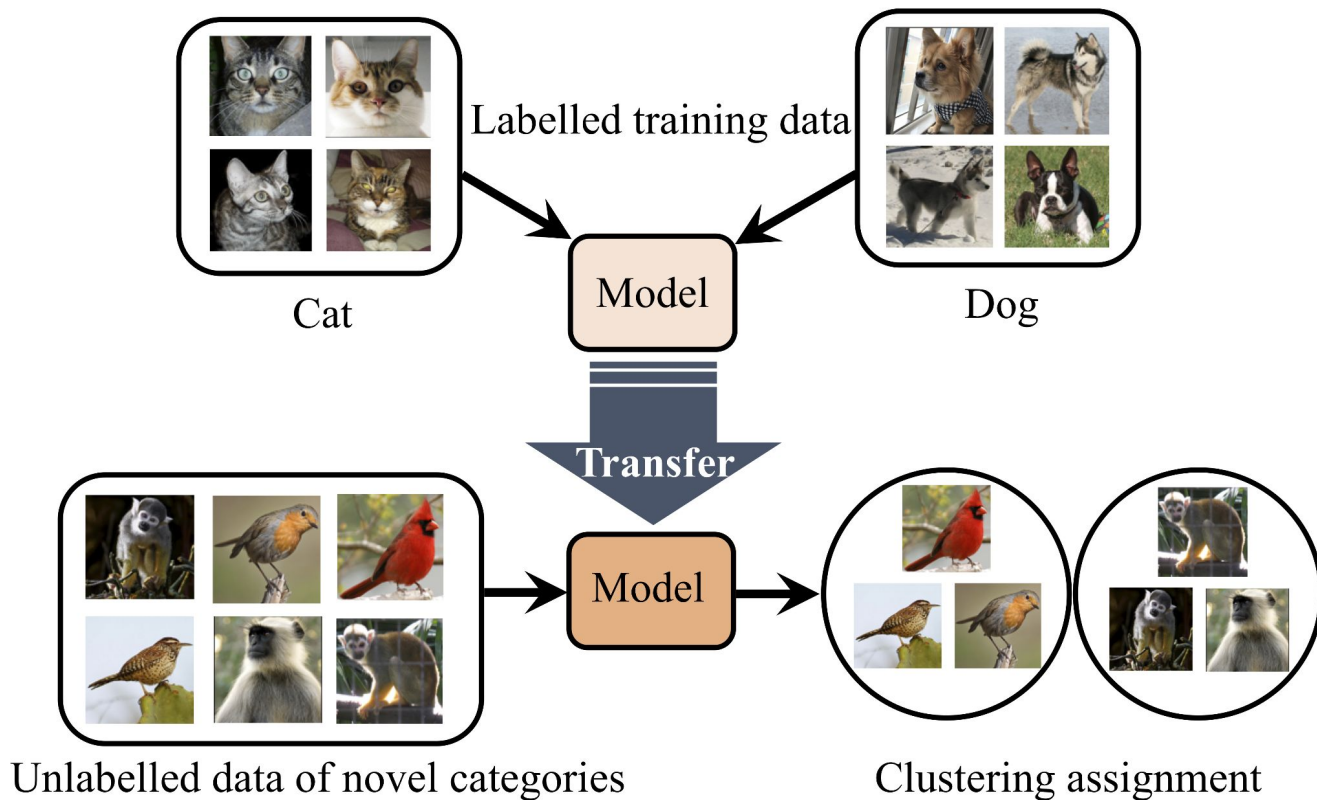 Labelled training data
Cat
Model
Dog
Transfer
Model
Unlabelled data of novel categories
Clustering assignment